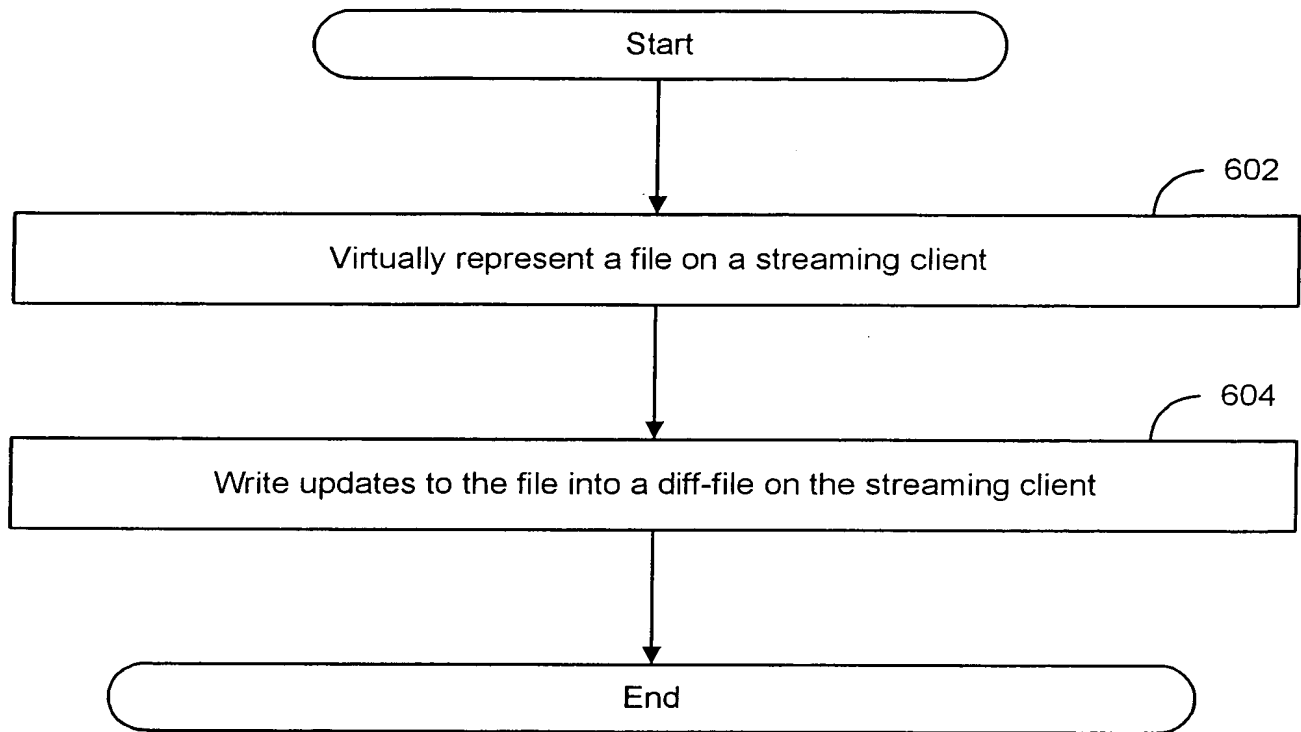 Start
602
Virtually represent a file on a streaming client
604
Write updates to the file into a diff-file on the streaming client
End